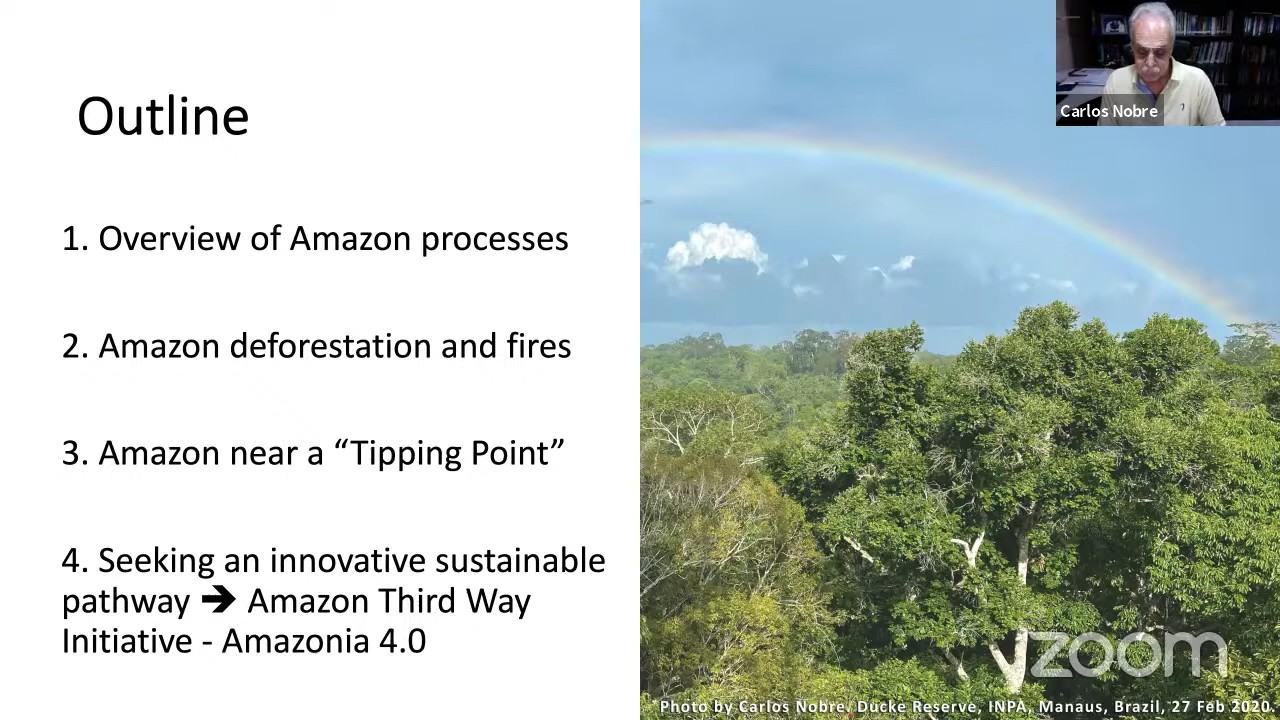 Outline
1. Overview of Amazon processes
2. Amazon deforestation and fires
3. Amazon near a “Tipping Point”
4. Seeking an innovative sustainable
pathway ➔ Amazon Third Way
Initiative - Amazonia 4.0
Carlos Nobre
zoom
Photo by Carlos Nobre. Ducke Reserve, INPA, Manaus, Brazil, 27 Feb 2020.